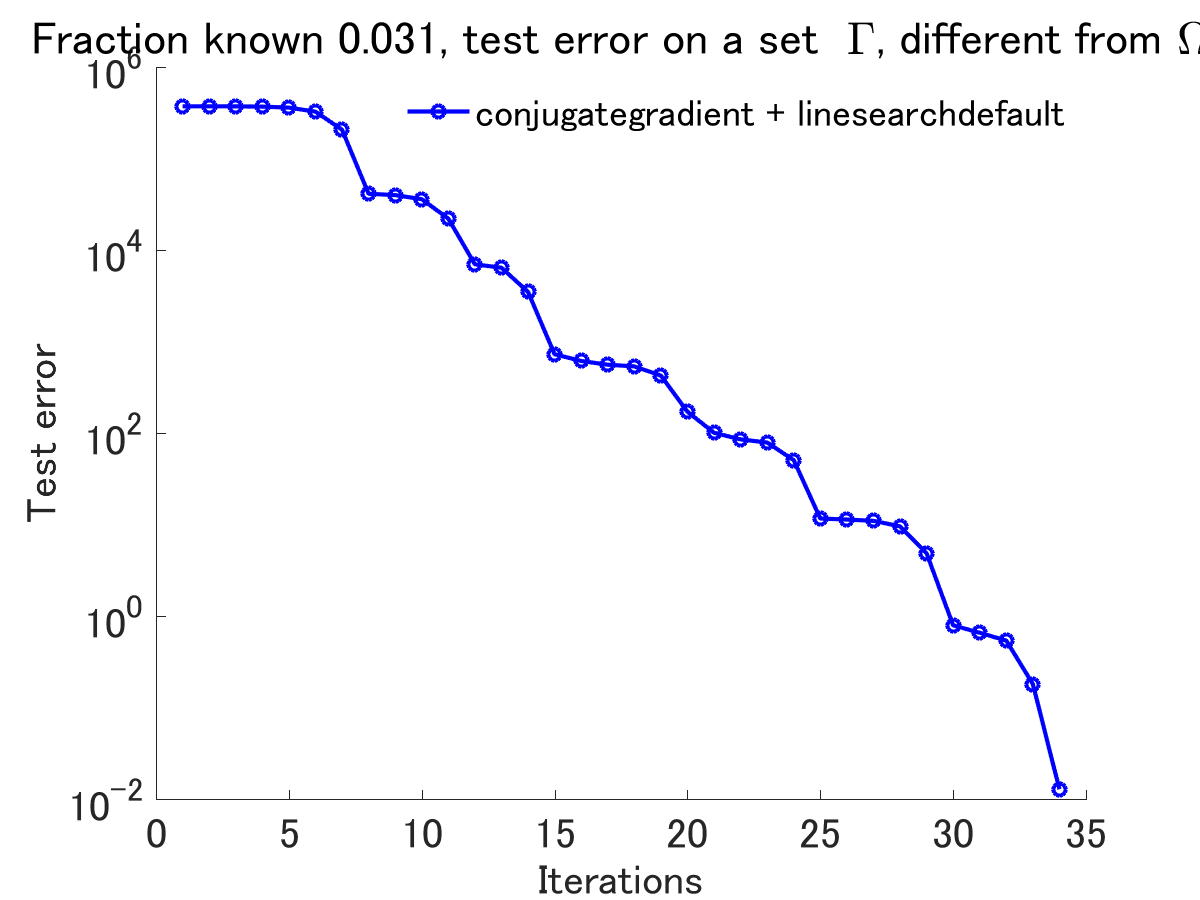 Fraction known 0.031, test error on a set Γ, different from Ω
10^6
conjugategradient + linesearchdefault
10^4
10^2
10^0
10^-2
Test error
0 5 10 15 20 25 30 35
Iterations